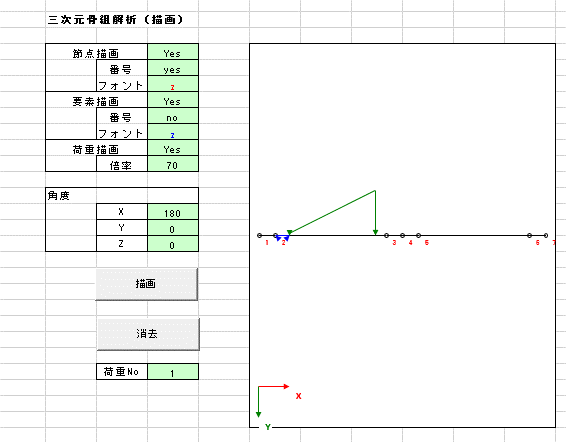 三次元骨組解析（描画）
節点描画 Yes
番号 yes
フォント z
要素描画 Yes
番号 no
フォント z
荷重描画 Yes
倍率 70
角度
X 180
Y 0
Z 0
描画
消去
荷重No 1
1 2 3 4 5 6 7
X
Y